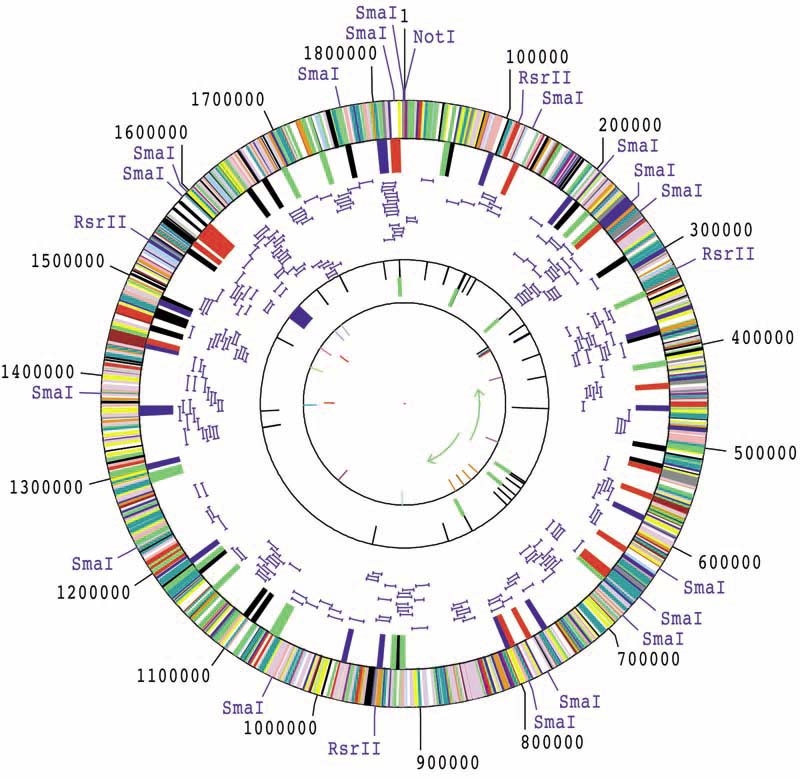 SmaI
1
SmaI
NotI
1800000
100000
SmaI
RsrII
1700000
SmaI
1600000
200000
SmaI
SmaI
SmaI
SmaI
SmaI
RsrII
300000
RsrII
1500000
400000
1400000
SmaI
500000
1300000
600000
SmaI
SmaI
1200000
SmaI
SmaI
700000
1100000
SmaI
SmaI
SmaI
1000000
800000
RsrII
900000